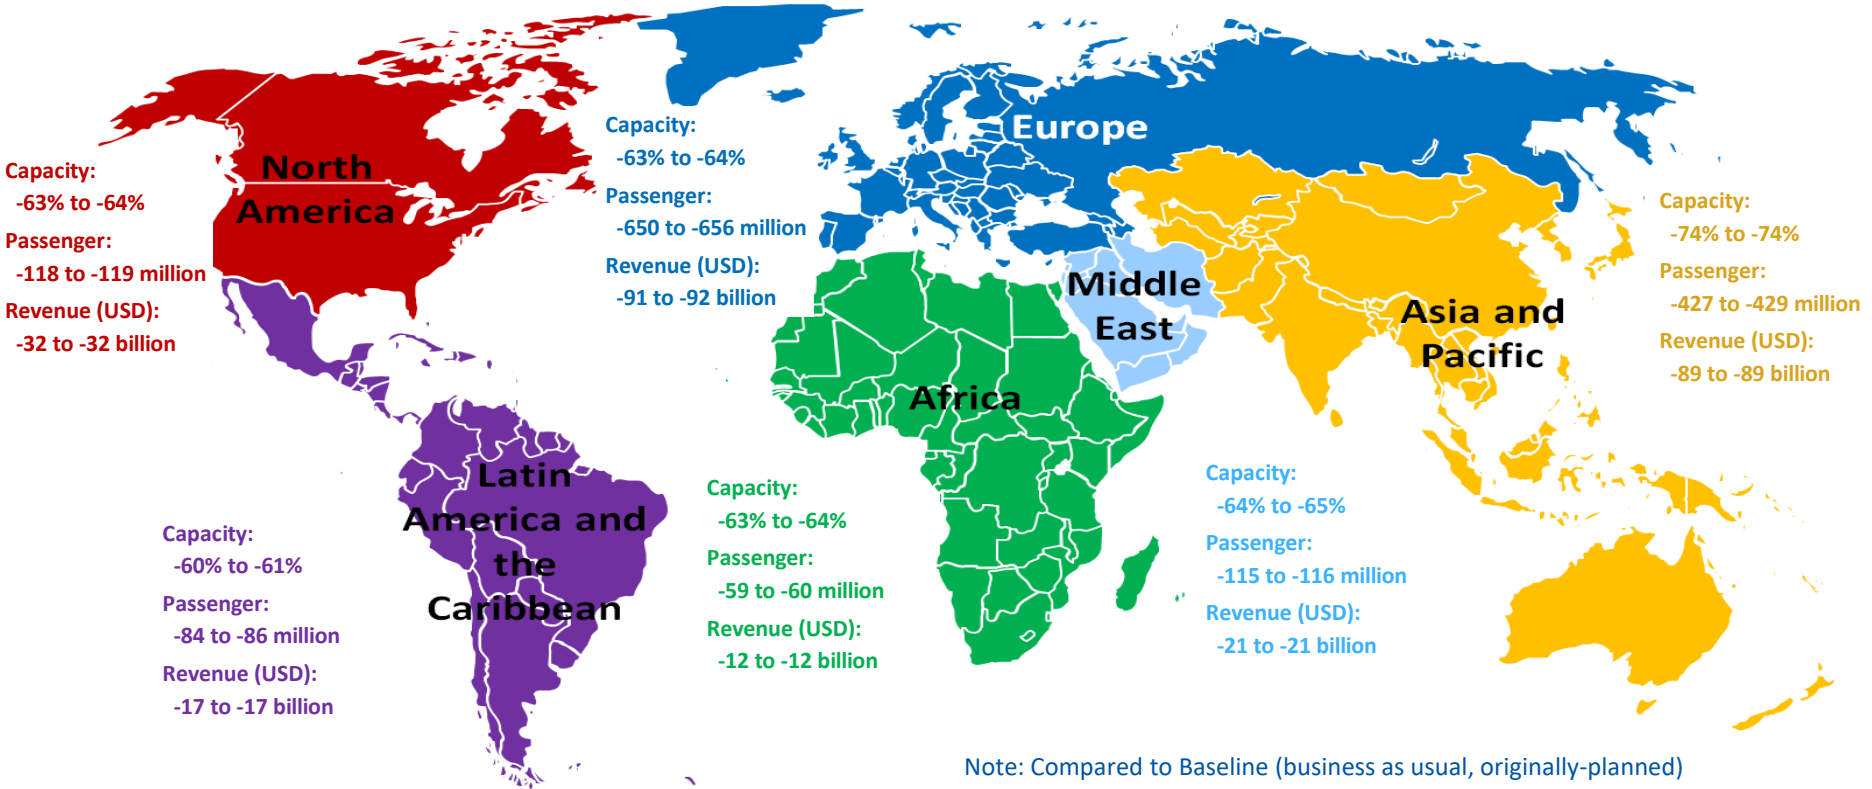 North
America
Capacity:
-63% to -64%
Passenger:
-118 to -119 million
Revenue (USD):
-32 to -32 billion
Europe
Capacity:
-63% to -64%
Passenger:
-650 to -656 million
Revenue (USD):
-91 to -92 billion
Asia and
Pacific
Capacity:
-74% to -74%
Passenger:
-427 to -429 million
Revenue (USD):
-89 to -89 billion
Middle
East
Capacity:
-64% to -65%
Passenger:
-115 to -116 million
Revenue (USD):
-21 to -21 billion
Africa
Capacity:
-63% to -64%
Passenger:
-59 to -60 million
Revenue (USD):
-12 to -12 billion
Latin
America and
the
Caribbean
Capacity:
-60% to -61%
Passenger:
-84 to -86 million
Revenue (USD):
-17 to -17 billion
Note: Compared to Baseline (business as usual, originally-planned)